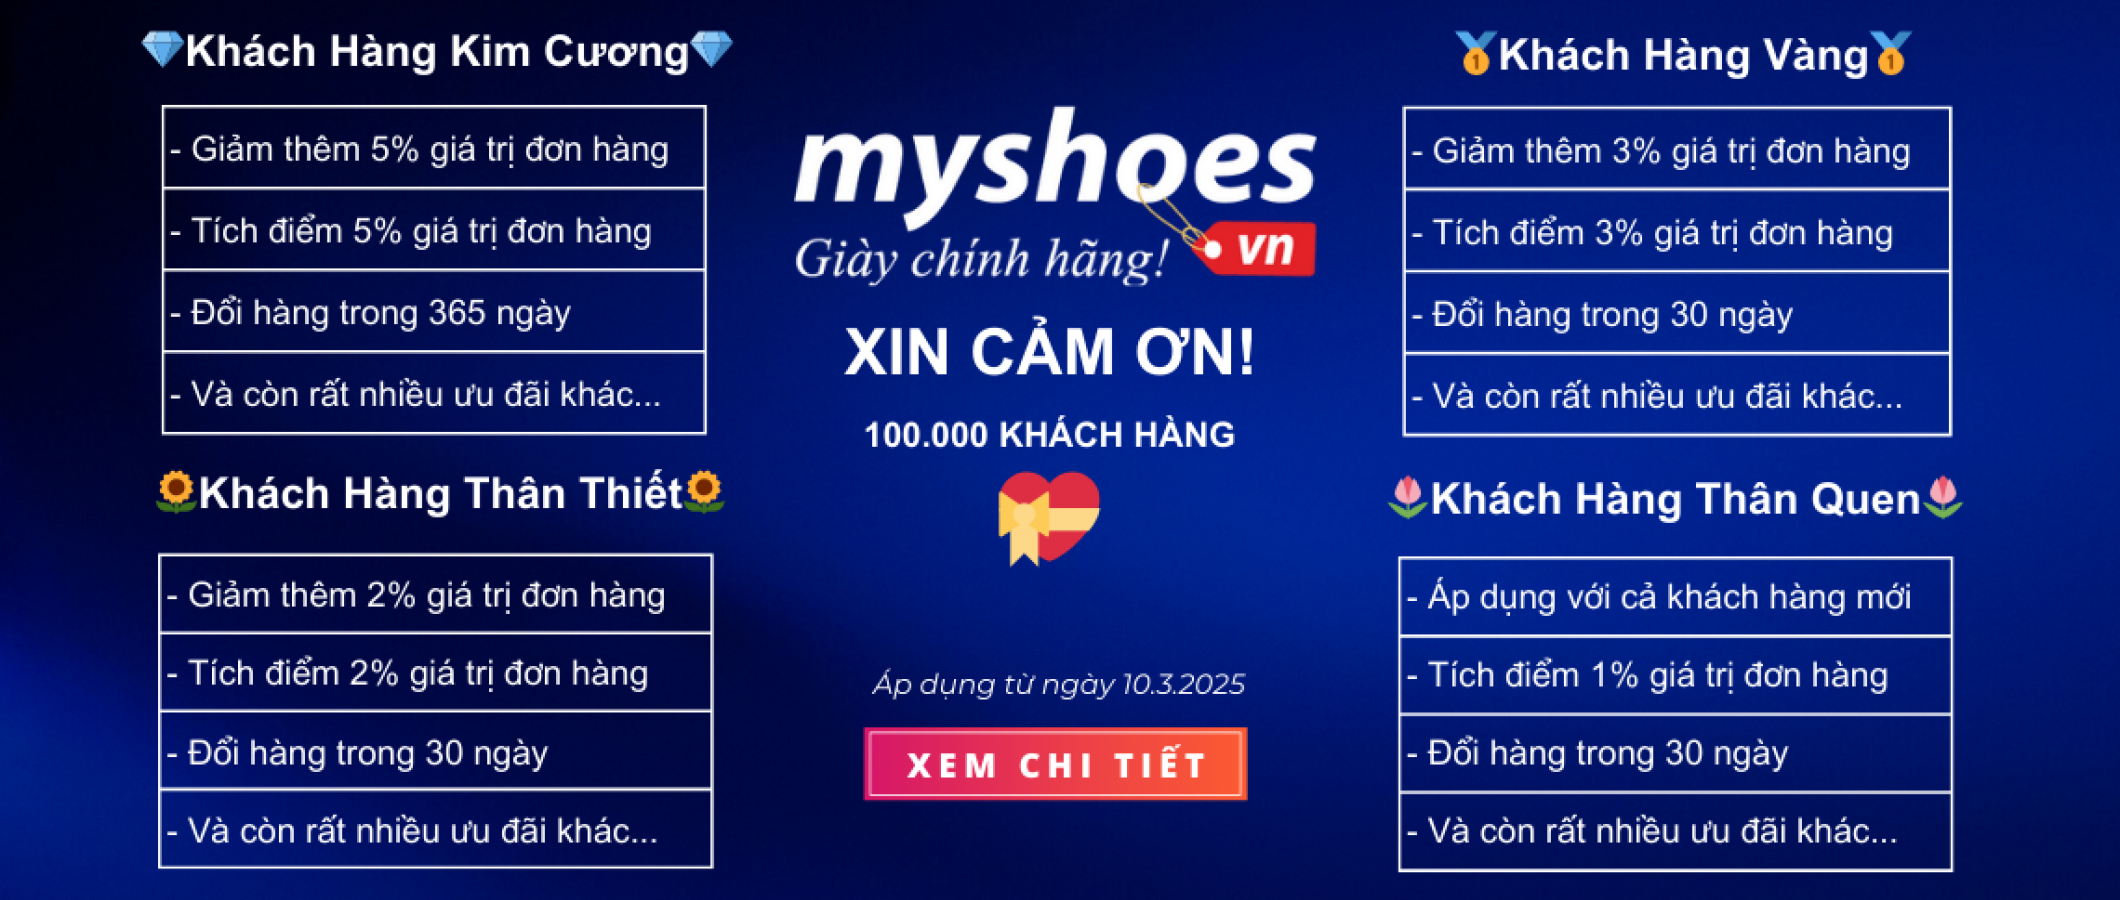 💎Khách Hàng Kim Cương💎
- Giảm thêm 5% giá trị đơn hàng
- Tích điểm 5% giá trị đơn hàng
- Đổi hàng trong 365 ngày
- Và còn rất nhiều ưu đãi khác...
🌻Khách Hàng Thân Thiết🌻
- Giảm thêm 2% giá trị đơn hàng
- Tích điểm 2% giá trị đơn hàng
- Đổi hàng trong 30 ngày
- Và còn rất nhiều ưu đãi khác...
myshoes
vn
Giày chính hãng!
XIN CẢM ƠN!
100.000 KHÁCH HÀNG
Áp dụng từ ngày 10.3.2025
XEM CHI TIẾT
🥇Khách Hàng Vàng🥇
- Giảm thêm 3% giá trị đơn hàng
- Tích điểm 3% giá trị đơn hàng
- Đổi hàng trong 30 ngày
- Và còn rất nhiều ưu đãi khác...
🌷Khách Hàng Thân Quen🌷
- Áp dụng với cả khách hàng mới
- Tích điểm 1% giá trị đơn hàng
- Đổi hàng trong 30 ngày
- Và còn rất nhiều ưu đãi khác...